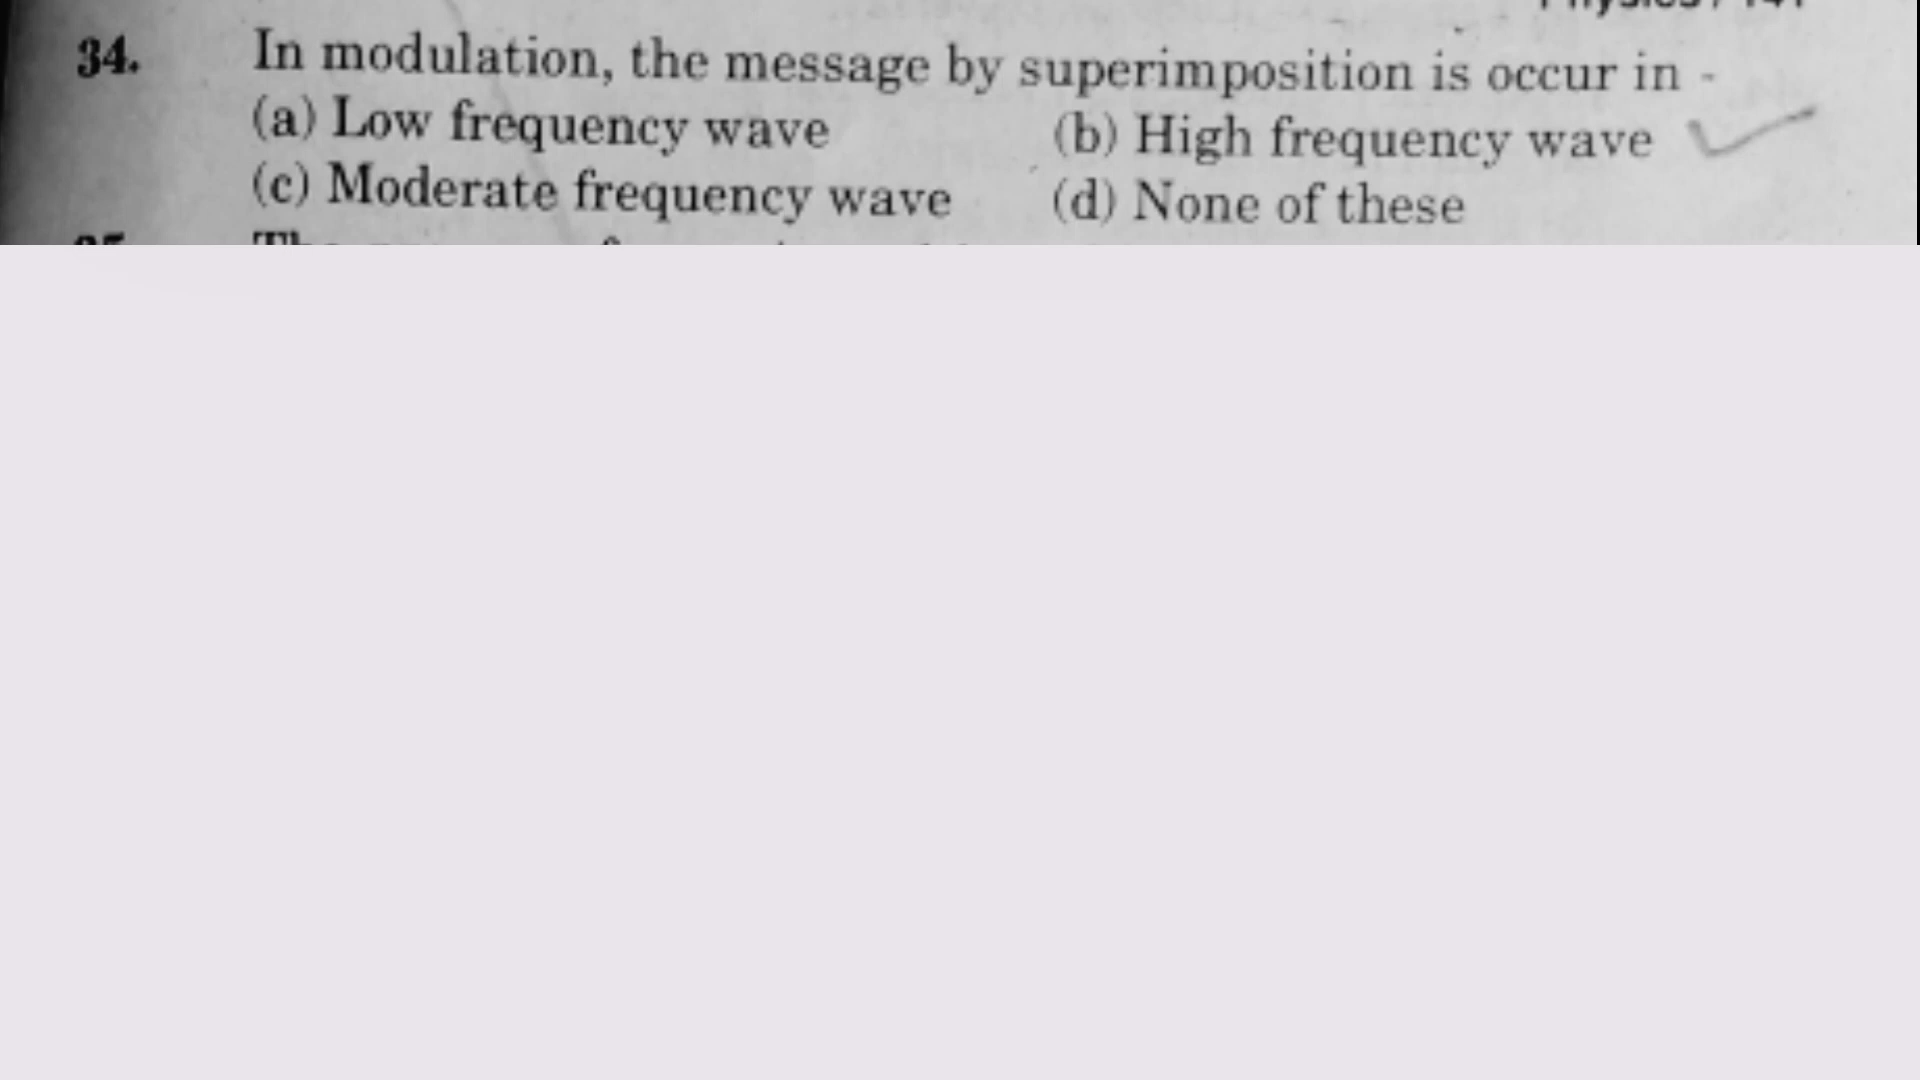 34. In modulation, the message by superimposition is occur in -
(a) Low frequency wave (b) High frequency wave
(c) Moderate frequency wave (d) None of these